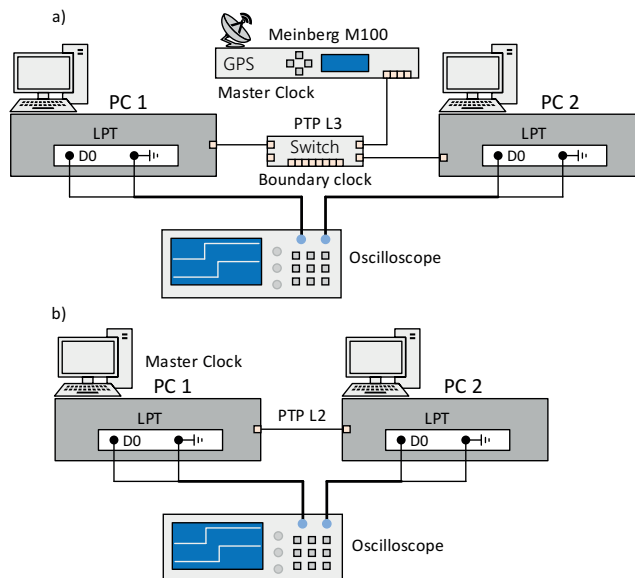 a)
Meinberg M100
GPS
Master Clock
PC 1
PC 2
PTP L3
LPT
Switch
LPT
D0
D0
Boundary clock
Oscilloscope
b)
Master Clock
PC 1
PC 2
LPT
PTP L2
LPT
D0
D0
Oscilloscope